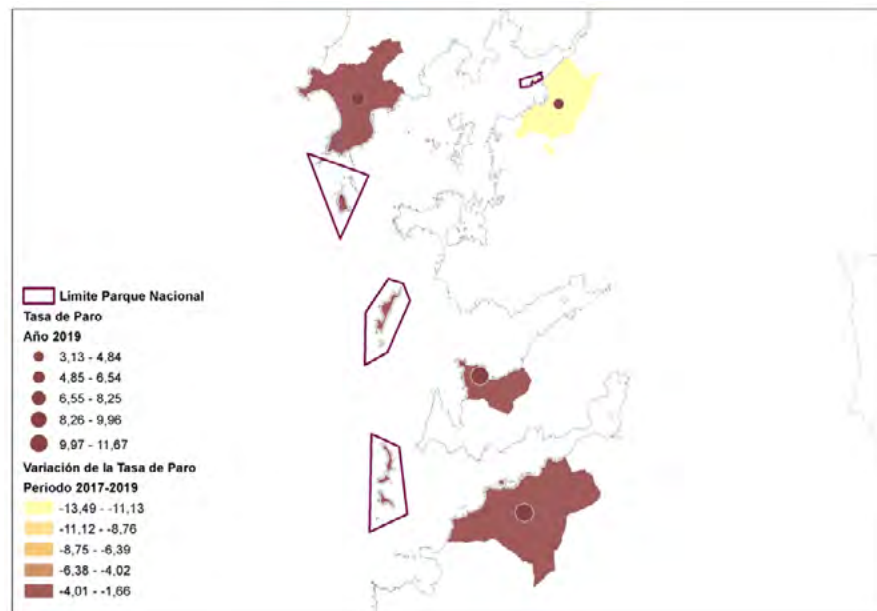 Límite Parque Nacional
Tasa de Paro
Año 2019
3,13 - 4,84
4,85 - 6,54
6,55 - 8,25
8,26 - 9,96
9,97 - 11,67
Variación de la Tasa de Paro
Periodo 2017-2019
-13,49 - -11,13
-11,12 - -8,76
-8,75 - -6,39
-6,38 - -4,02
-4,01 - -1,66